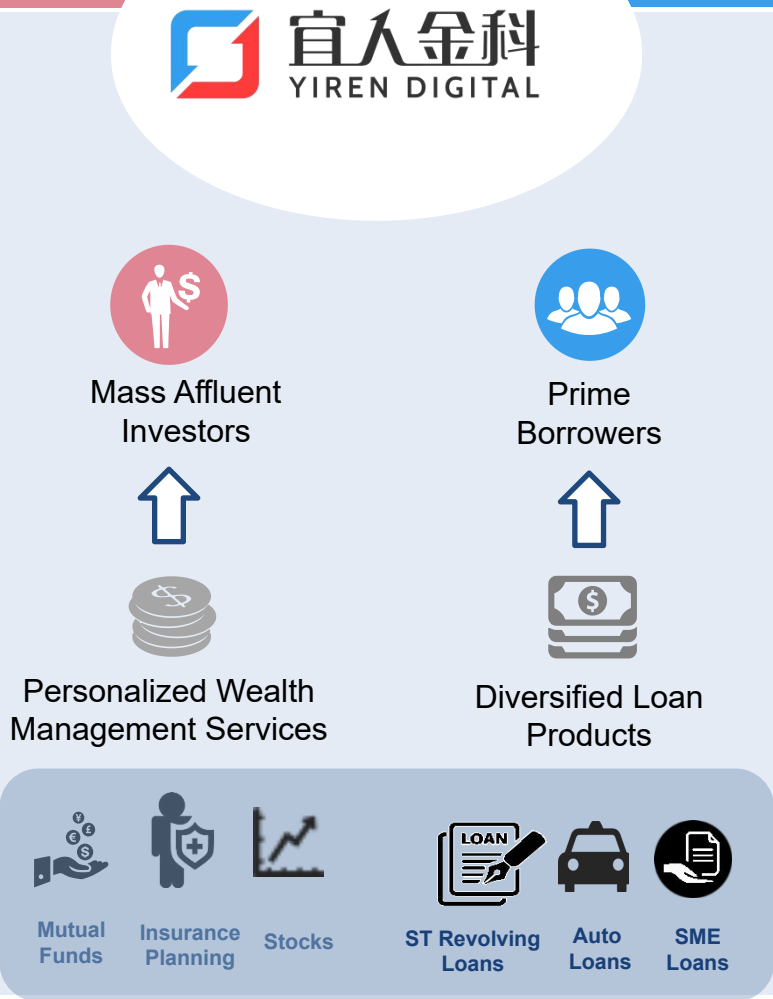 宜人金科
YIREN DIGITAL
Mass Affluent
Investors
Prime
Borrowers
$
Personalized Wealth
Management Services
Diversified Loan
Products
¥
€
£
$
LOAN
Mutual
Funds
Insurance
Planning
Stocks
ST Revolving
Loans
Auto
Loans
SME
Loans